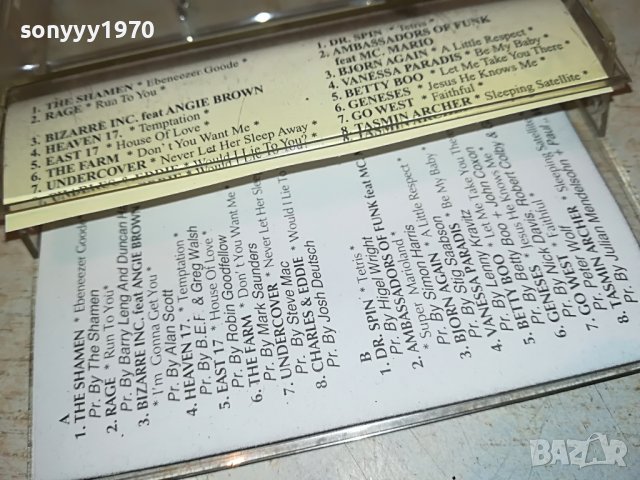 sonyyy1970
1. THE SHAMEN * Ebeneezer Goode *
2. RAGE * Run To You *
3. BIZARRE INC. feat ANGIE BROWN
4. HEAVEN 17. * Temptation *
5. EAST 17 * House Of Love *
6. THE FARM * Don't You Want Me *
7. UNDERCOVER * Never Let Her Sleep Away *
* Would I Lie To You? *
1. DR. SPIN * Tetris *
2. AMBASSADORS OF FUNK
feat MC. MARIO
3. BJORN AGAIN * A Little Respect *
4. VANESSA PARADIS * Be My Baby *
5. BETTY BOO * Let Me Take You There *
6. GENESES * Jesus He Knows Me *
7. GO WEST * Faithful *
8. TASMIN ARCHER * Sleeping Satellite *
A
1. THE SHAMEN * Ebeneezer Goode
Pr. By The Shamen
2. RAGE * Run To You *
Pr. By Barry Leng And Duncan
3. BIZARRE INC. feat ANGIE BROWN
* I'm Gonna Get You *
Pr. By Alan Scott
4. HEAVEN 17. * Temptation *
Pr. By B.E.F. & Greg Walsh
5. EAST 17 * House Of Love *
Pr. By Robin Goodfellow
6. THE FARM * Don't You Want Me *
Pr. By Mark Saunders
7. UNDERCOVER * Never Let Her Sleep
Pr. By Steve Mac
8. CHARLES & EDDIE * Would I Lie To
Pr. By Josh Deutsch
B
1. DR. SPIN * Tetris *
Pr. By Higel Wright
2. AMBASSADORS OF FUNK feat MC.
* Super Marioland *
Pr. By Simon Harris
3. BJORN AGAIN * A Little Respect *
Pr. By Stig Saabson
4. VANESSA PARADIS * Be My Baby *
Pr. By Lenny Kravitz
5. BETTY BOO * Let Me Take You
Pr. By Betty Boo + John Coxon
6. GENESES * Jesus He Knows Me *
Pr. By Nick Davis, Robert Colby &
7. GO WEST * Faithful *
Pr. By Peter Wolf
8. TASMIN ARCHER * Sleeping Satellite
Pr. By Julian Mendelsohn * Paul
BAZAR
bg